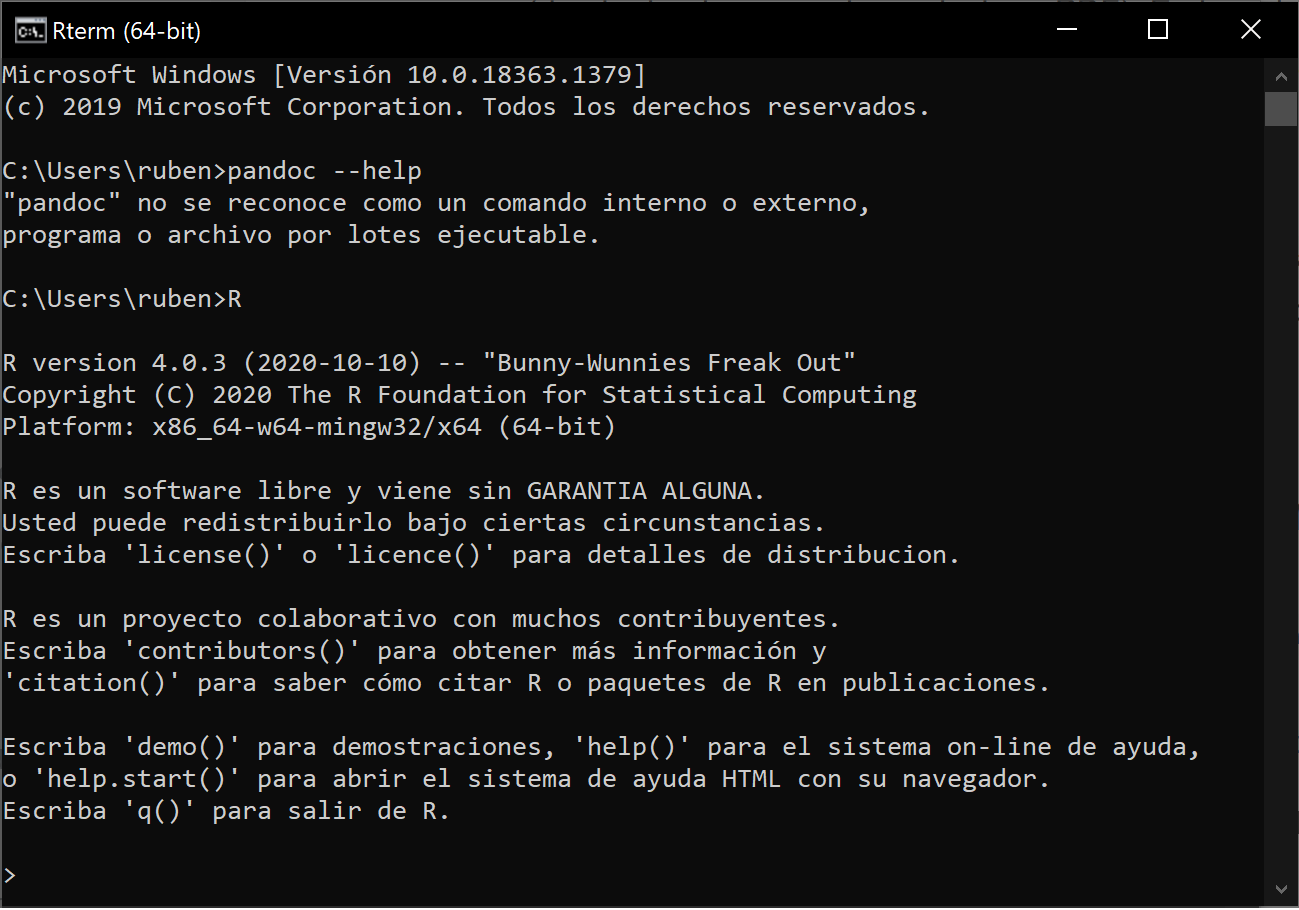 Rterm (64-bit)
Microsoft Windows [Versión 10.0.18363.1379]
(c) 2019 Microsoft Corporation. Todos los derechos reservados.
C:\Users\ruben>pandoc --help
"pandoc" no se reconoce como un comando interno o externo,
programa o archivo por lotes ejecutable.
C:\Users\ruben>R
R version 4.0.3 (2020-10-10) -- "Bunny-Wunnies Freak Out"
Copyright (C) 2020 The R Foundation for Statistical Computing
Platform: x86_64-w64-mingw32/x64 (64-bit)
R es un software libre y viene sin GARANTIA ALGUNA.
Usted puede redistribuirlo bajo ciertas circunstancias.
Escriba 'license()' o 'licence()' para detalles de distribucion.
R es un proyecto colaborativo con muchos contribuyentes.
Escriba 'contributors()' para obtener más información y
'citation()' para saber cómo citar R o paquetes de R en publicaciones.
Escriba 'demo()' para demostraciones, 'help()' para el sistema on-line de ayuda,
o 'help.start()' para abrir el sistema de ayuda HTML con su navegador.
Escriba 'q()' para salir de R.
>